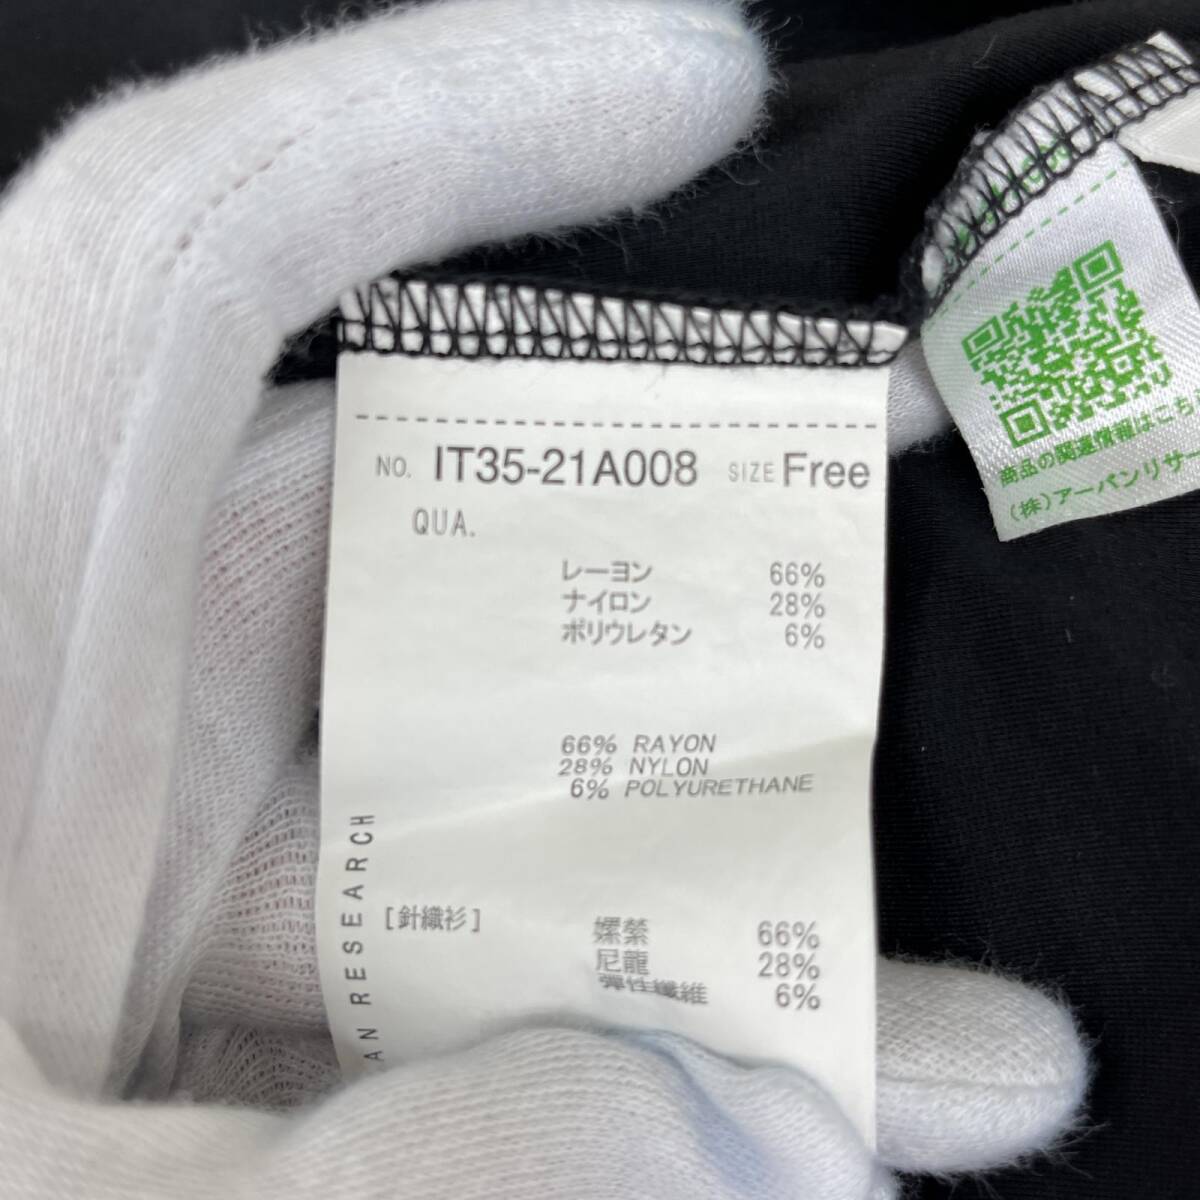 NO. IT35-21A008 SIZE Free
QUA.
レーヨン 66%
ナイロン 28%
ポリウレタン 6%
66% RAYON
28% NYLON
6% POLYURETHANE
[針織衫]
嫘縈 66%
尼龍 28%
彈性纖維 6%
AN RESEARCH
商品の関連情報はこち
(株)アーバンリサー